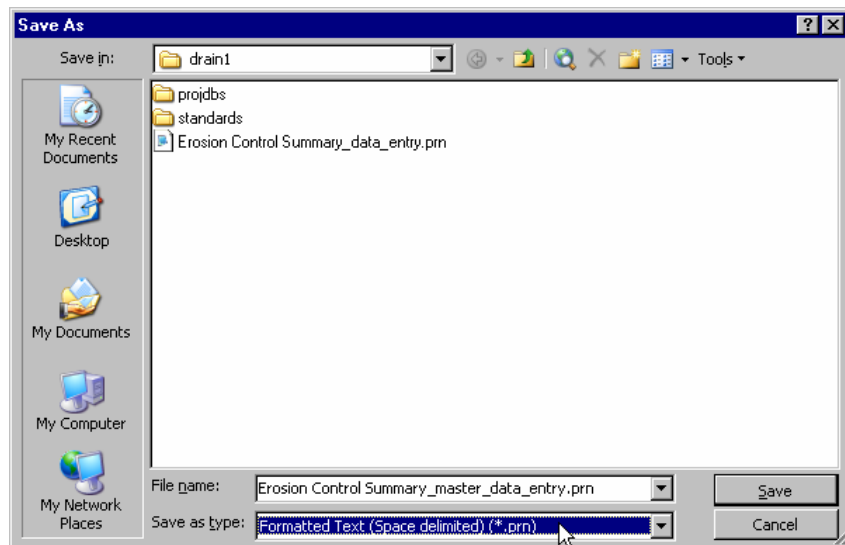 Save As
Save in:
drain1
Tools
projdbs
standards
Erosion Control Summary_data_entry.prn
My Recent
Documents
Desktop
My Documents
My Computer
My Network
Places
File name:
Erosion Control Summary_master_data_entry.prn
Save
Save as type:
Formatted Text (Space delimited) (*.prn)
Cancel